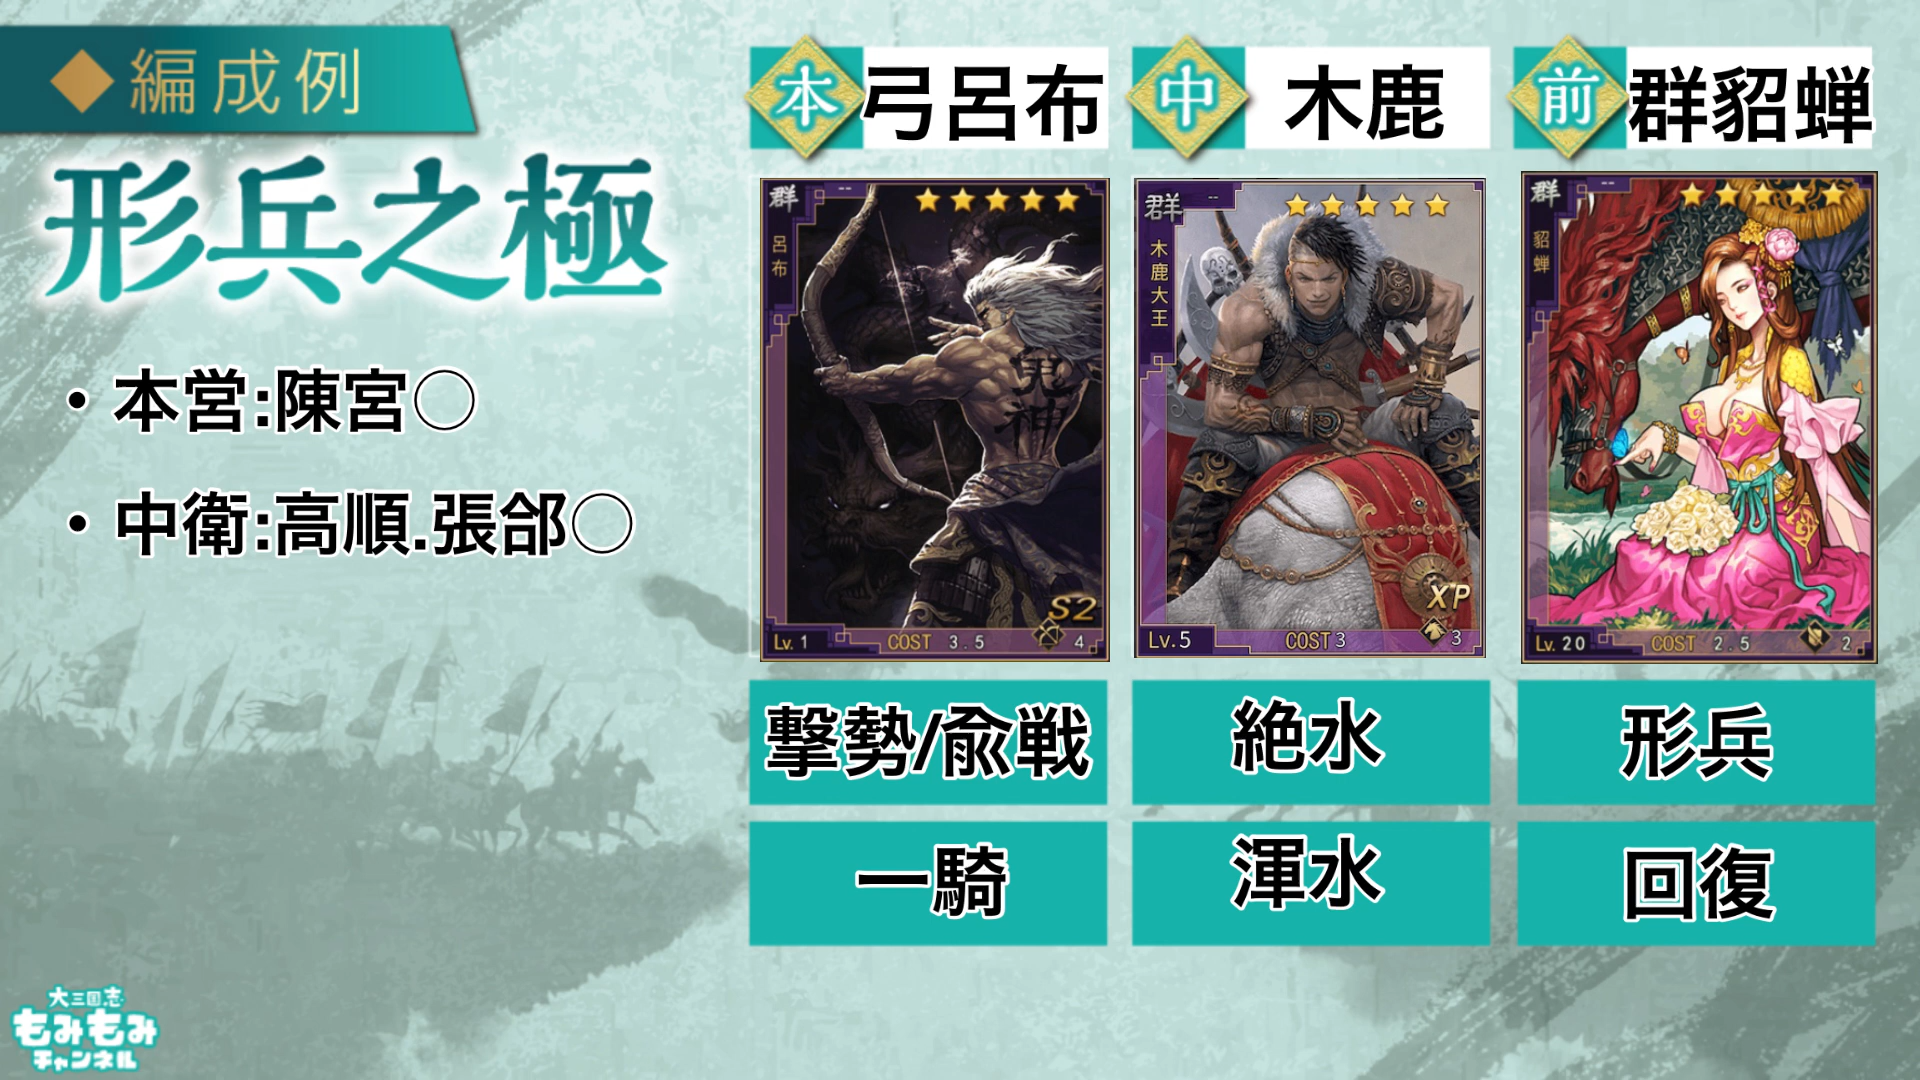 編成例
形兵之極
・本営:陳宮○
・中衛:高順.張郃○
本 弓呂布
中 木鹿
前 群貂蝉
群 --
呂布
鬼神
S2
Lv.1 COST 3.5 4
群 --
木鹿大王
XP
Lv.5 COST3 3
群 --
貂蝉
Lv.20 COST 2.5 2
撃勢/兪戦
絶水
形兵
一騎
渾水
回復
大三国志
もみもみ
チャンネル